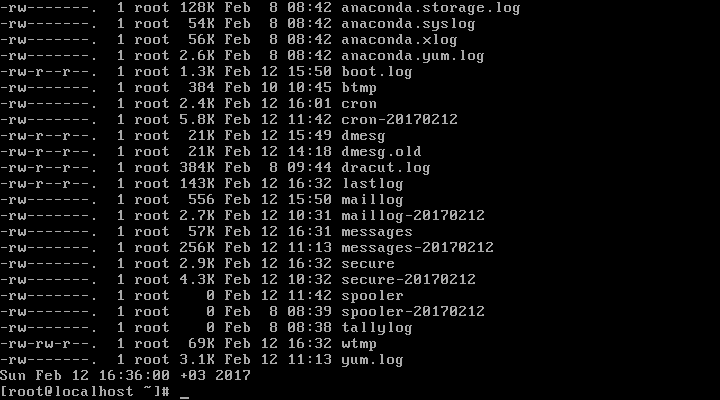 -rw-------.  1 root 128K Feb  8 08:42 anaconda.storage.log
-rw-------.  1 root  54K Feb  8 08:42 anaconda.syslog
-rw-------.  1 root  56K Feb  8 08:42 anaconda.xlog
-rw-------.  1 root 2.6K Feb  8 08:42 anaconda.yum.log
-rw-r--r--.  1 root 1.3K Feb 12 15:50 boot.log
-rw-------.  1 root  384 Feb 10 10:45 btmp
-rw-------.  1 root 2.4K Feb 12 16:01 cron
-rw-------.  1 root 5.8K Feb 12 11:42 cron-20170212
-rw-r--r--.  1 root  21K Feb 12 15:49 dmesg
-rw-r--r--.  1 root  21K Feb 12 14:18 dmesg.old
-rw-r--r--.  1 root 384K Feb  8 09:44 dracut.log
-rw-r--r--.  1 root 143K Feb 12 16:32 lastlog
-rw-------.  1 root  556 Feb 12 15:50 maillog
-rw-------.  1 root 2.7K Feb 12 10:31 maillog-20170212
-rw-------.  1 root  57K Feb 12 16:31 messages
-rw-------.  1 root 256K Feb 12 11:13 messages-20170212
-rw-------.  1 root 2.9K Feb 12 16:32 secure
-rw-------.  1 root 4.3K Feb 12 10:32 secure-20170212
-rw-------.  1 root    0 Feb 12 11:42 spooler
-rw-------.  1 root    0 Feb  8 08:39 spooler-20170212
-rw-------.  1 root    0 Feb  8 08:38 tallylog
-rw-rw-r--.  1 root  69K Feb 12 16:32 wtmp
-rw-------.  1 root 3.1K Feb 12 11:13 yum.log
Sun Feb 12 16:36:00 +03 2017
[root@localhost ~]# _